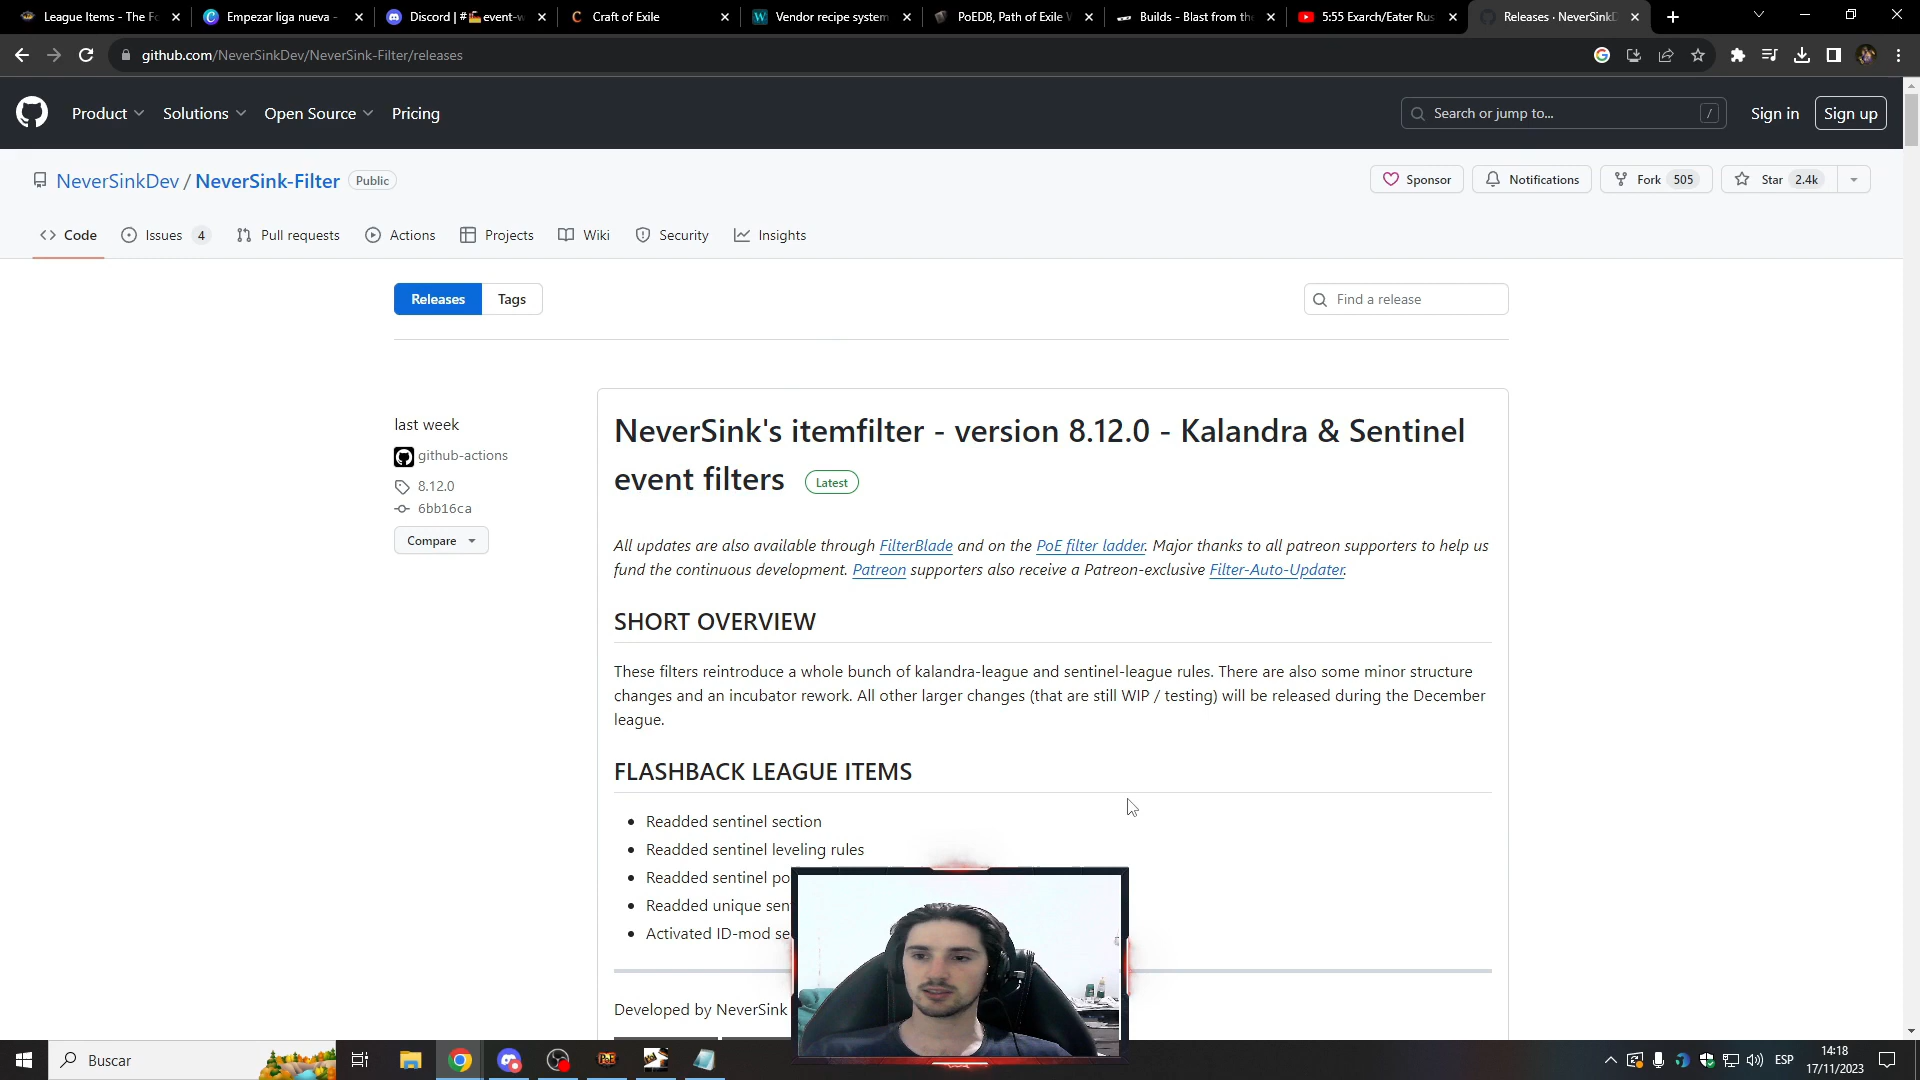 League Items - The Fo
Empezar liga nueva -
Discord | #event-w
Craft of Exile
Vendor recipe system
PoEDB, Path of Exile
Builds - Blast from the
5:55 Exarch/Eater Rus
Releases · NeverSinkD
github.com/NeverSinkDev/NeverSink-Filter/releases
Product
Solutions
Open Source
Pricing
Search or jump to...
/
Sign in
Sign up
NeverSinkDev / NeverSink-Filter
Public
Sponsor
Notifications
Fork 505
Star 2.4k
Code
Issues 4
Pull requests
Actions
Projects
Wiki
Security
Insights
Releases
Tags
Find a release
last week
github-actions
8.12.0
6bb16ca
Compare
NeverSink's itemfilter - version 8.12.0 - Kalandra & Sentinel
event filters
Latest
All updates are also available through FilterBlade and on the PoE filter ladder. Major thanks to all patreon supporters to help us
fund the continuous development. Patreon supporters also receive a Patreon-exclusive Filter-Auto-Updater.
SHORT OVERVIEW
These filters reintroduce a whole bunch of kalandra-league and sentinel-league rules. There are also some minor structure
changes and an incubator rework. All other larger changes (that are still WIP / testing) will be released during the December
league.
FLASHBACK LEAGUE ITEMS
Readded sentinel section
Readded sentinel leveling rules
Readded sentinel po
Readded unique sen
Activated ID-mod se
Developed by NeverSink
Buscar
PoE
ESP
14:18
17/11/2023